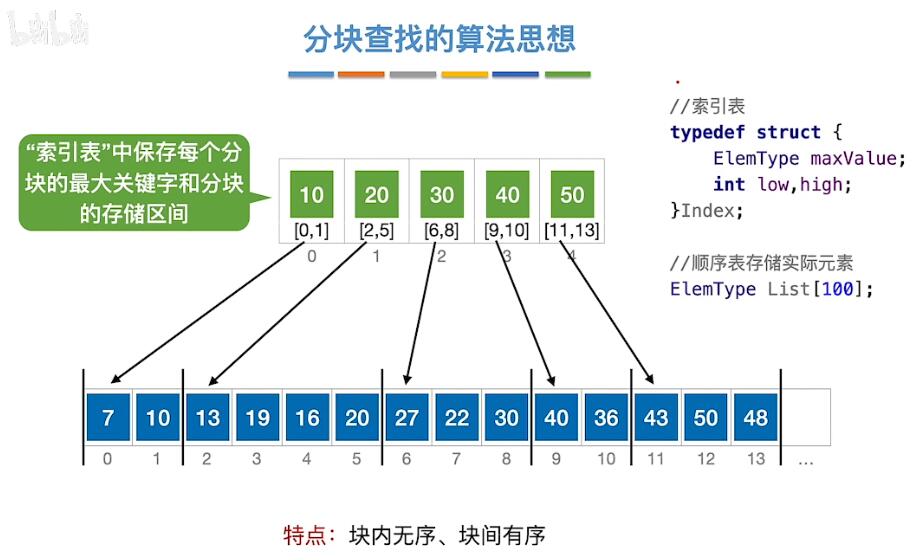 bilibili
分块查找的算法思想
“索引表”中保存每个分
块的最大关键字和分块
的存储区间
10 20 30 40 50
[0,1] [2,5] [6,8] [9,10] [11,13]
0 1 2 3 4
//索引表
typedef struct {
ElemType maxValue;
int low,high;
}Index;
//顺序表存储实际元素
ElemType List[100];
7 10 13 19 16 20 27 22 30 40 36 43 50 48
0 1 2 3 4 5 6 7 8 9 10 11 12 13 ...
特点：块内无序、块间有序